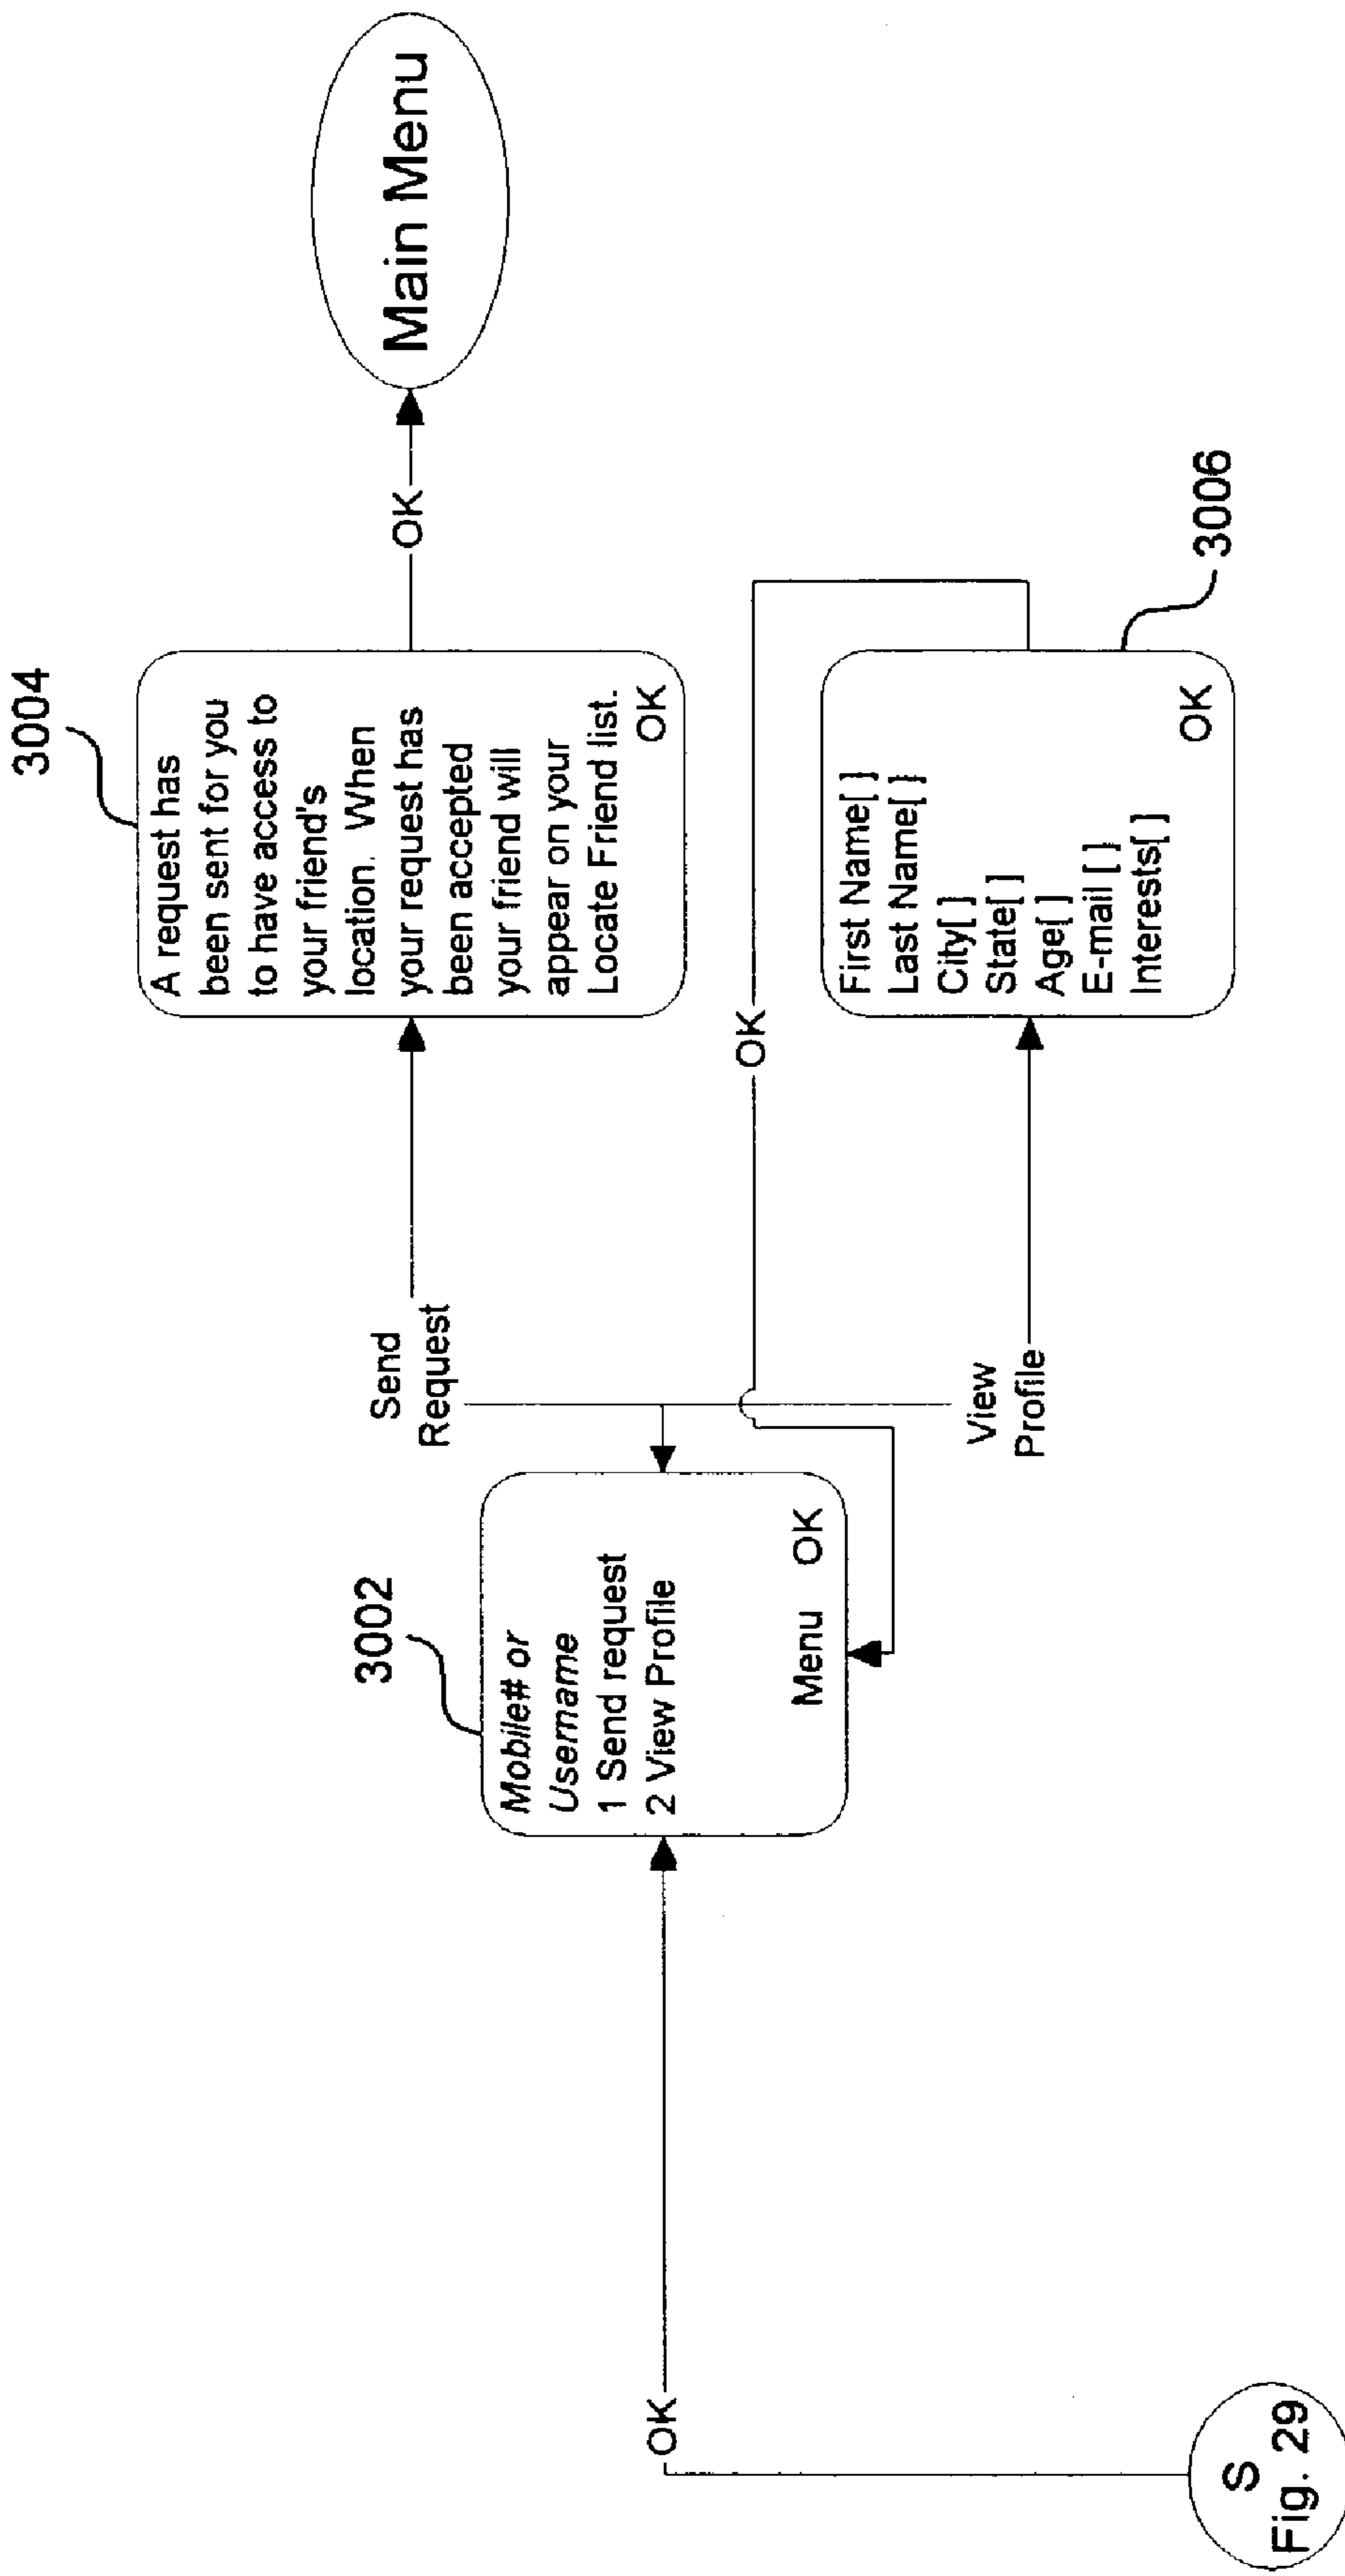 S
Fig. 29
OK
3002
Mobile# or
Username
1 Send request
2 View Profile
Menu OK
Send
Request
3004
A request has
been sent for you
to have access to
your friend's
location. When
your request has
been accepted
your friend will
appear on your
Locate Friend list.
OK
OK
Main Menu
OK
View
Profile
3006
First Name[ ]
Last Name[ ]
City[ ]
State[ ]
Age[ ]
E-mail [ ]
Interests[ ]
OK